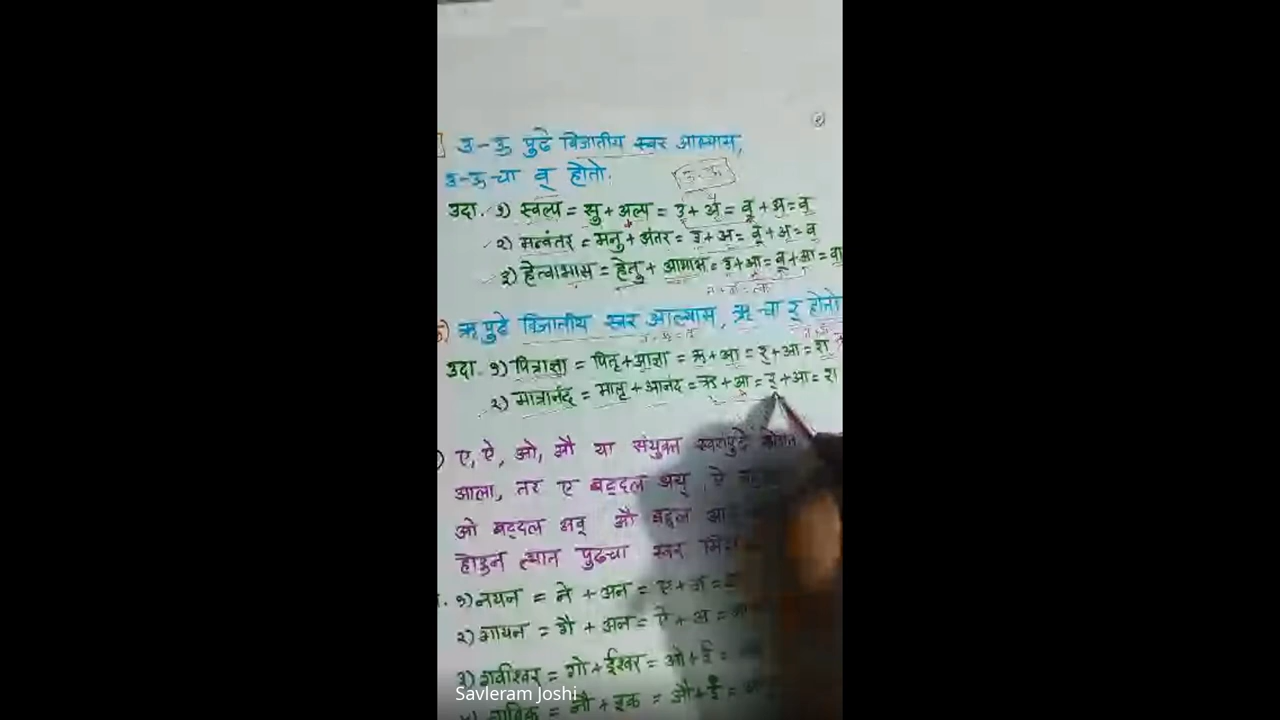 उ-ऊ पुढे विजातीय स्वर आल्यास,
उ-ऊ-चा व् होतो.
उ-ऊ
उदा. १) स्वल्प = सु + अल्प = उ + अ = व् + अ = व
२) मन्वंतर = मनु + अंतर = उ + अ = व् + अ = व
३) हेत्वाभास = हेतु + आभास = उ + आ = व् + आ = वा
ऋ पुढे विजातीय स्वर आल्यास, ऋ-चा र् होतो
उदा. १) पित्राज्ञा = पितृ + आज्ञा = ऋ + आ = र् + आ = रा
२) मात्रानंद = मातृ + आनंद = ऋ + आ = र् + आ = रा
ए, ऐ, ओ, औ या संयुक्त स्वरापुढे
आला, तर ए बद्दल अय्, ऐ
ओ बद्दल अव् औ बद्दल
होऊन त्यात पुढचा स्वर
१) नयन = ने + अन = ए + अ =
२) गायन = गै + अन = ऐ + अ =
३) गवीश्वर = गो + ईश्वर = ओ + ई =
४) नाविक = नौ + इक = औ + इ =
Savleram Joshi